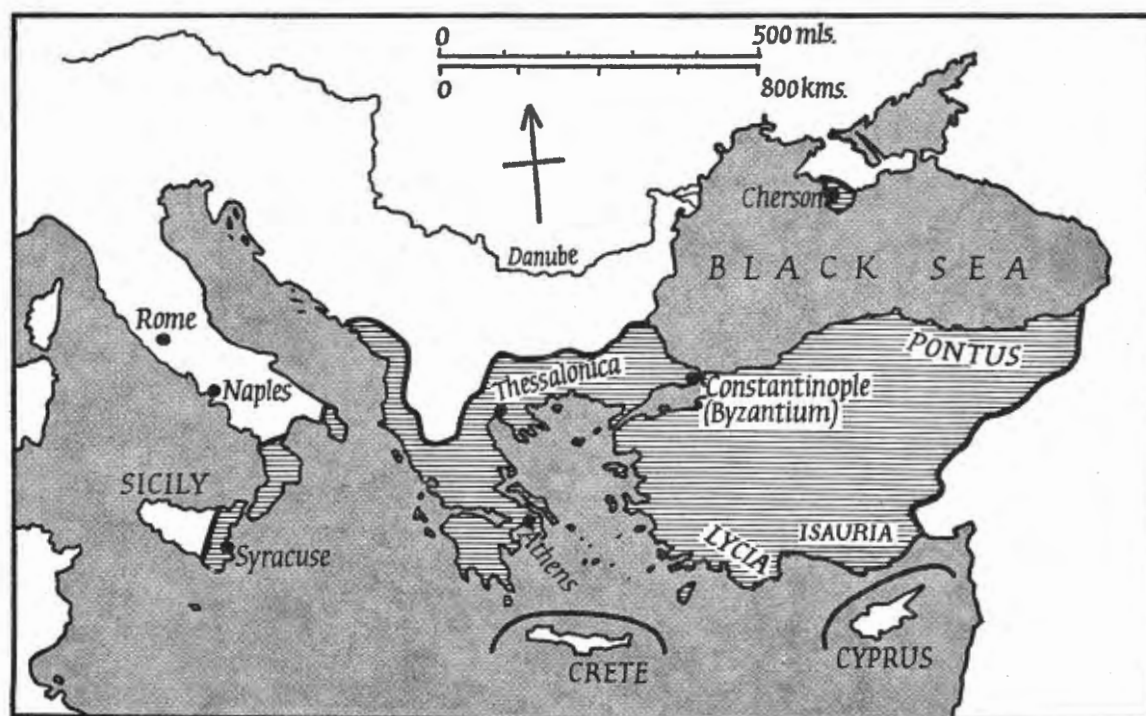 0 500 mls.
0 800 kms.
Cherson
Danube
BLACK SEA
Rome
PONTUS
Thessalonica
Naples
Constantinople
(Byzantium)
SICILY
ISAURIA
LYCIA
Syracuse
Athens
CRETE
CYPRUS